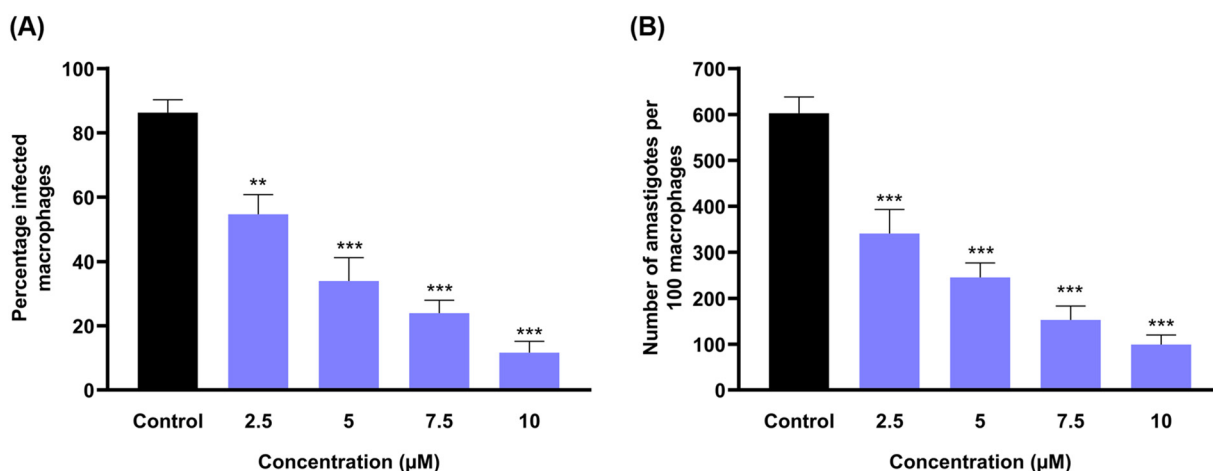 (A)
Percentage infected
macrophages
100
80
60
40
20
0
**
***
***
***
Control 2.5 5 7.5 10
Concentration (µM)
(B)
Number of amastigotes per
100 macrophages
700
600
500
400
300
200
100
0
***
***
***
***
Control 2.5 5 7.5 10
Concentration (µM)